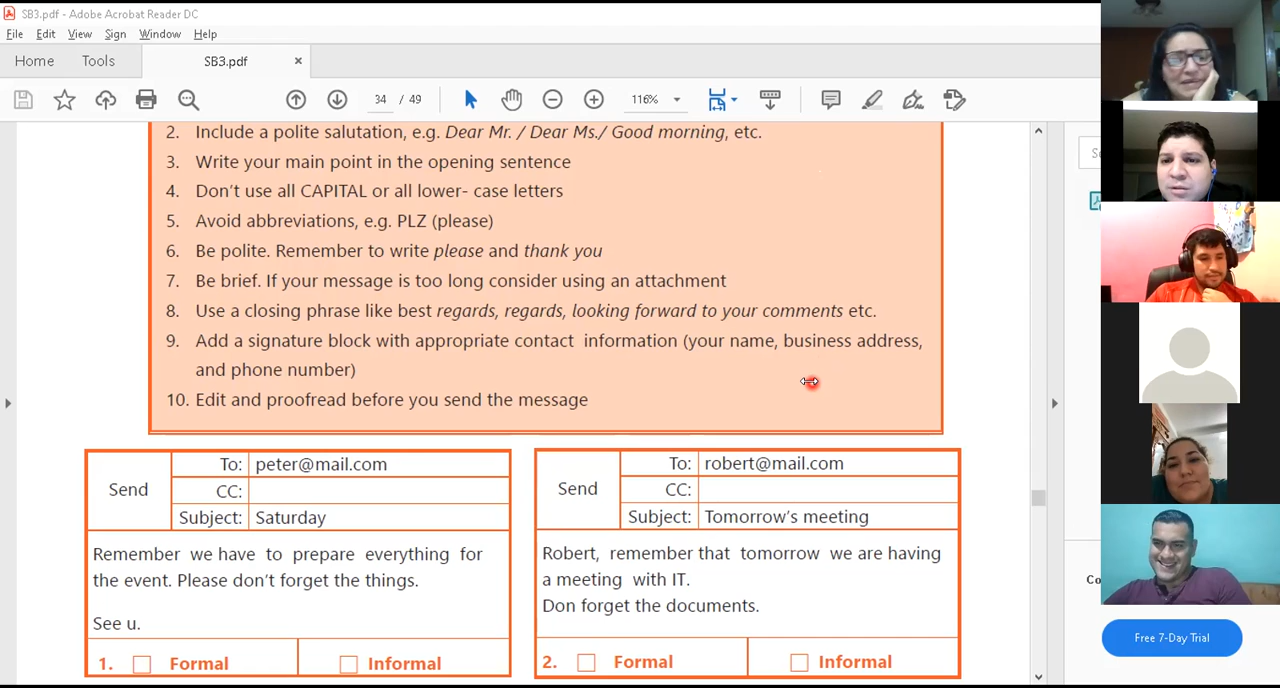 SB3.pdf - Adobe Acrobat Reader DC
File Edit View Sign Window Help
Home Tools SB3.pdf ×
34 / 49 116%
2. Include a polite salutation, e.g. Dear Mr. / Dear Ms./ Good morning, etc.
3. Write your main point in the opening sentence
4. Don't use all CAPITAL or all lower- case letters
5. Avoid abbreviations, e.g. PLZ (please)
6. Be polite. Remember to write please and thank you
7. Be brief. If your message is too long consider using an attachment
8. Use a closing phrase like best regards, regards, looking forward to your comments etc.
9. Add a signature block with appropriate contact information (your name, business address,
and phone number)
10. Edit and proofread before you send the message
Send
To: peter@mail.com
CC:
Subject: Saturday
Remember we have to prepare everything for
the event. Please don't forget the things.
See u.
1. Formal Informal
Send
To: robert@mail.com
CC:
Subject: Tomorrow's meeting
Robert, remember that tomorrow we are having
a meeting with IT.
Don forget the documents.
2. Formal Informal
Free 7-Day Trial